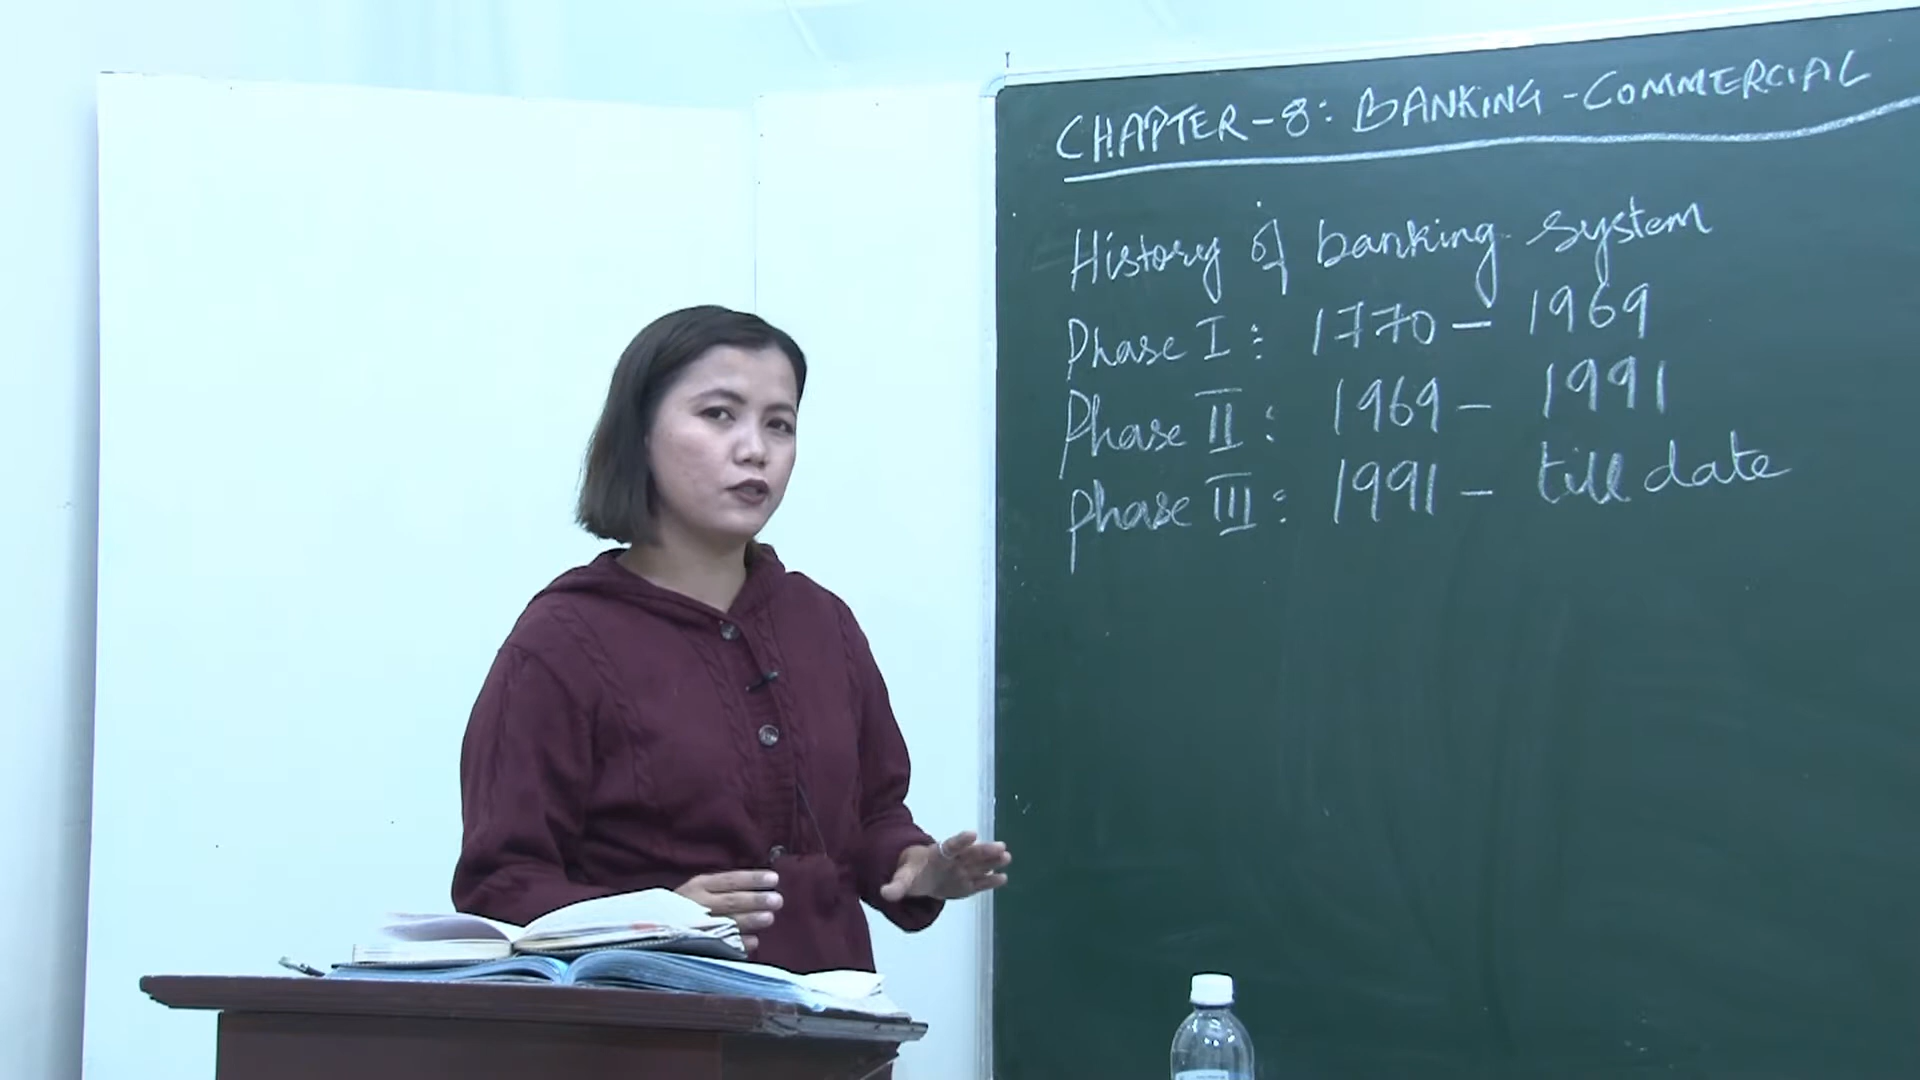 CHAPTER-8: BANKING-COMMERCIAL
History of banking system
Phase I : 1770 - 1969
Phase II : 1969 - 1991
Phase III : 1991 - till date